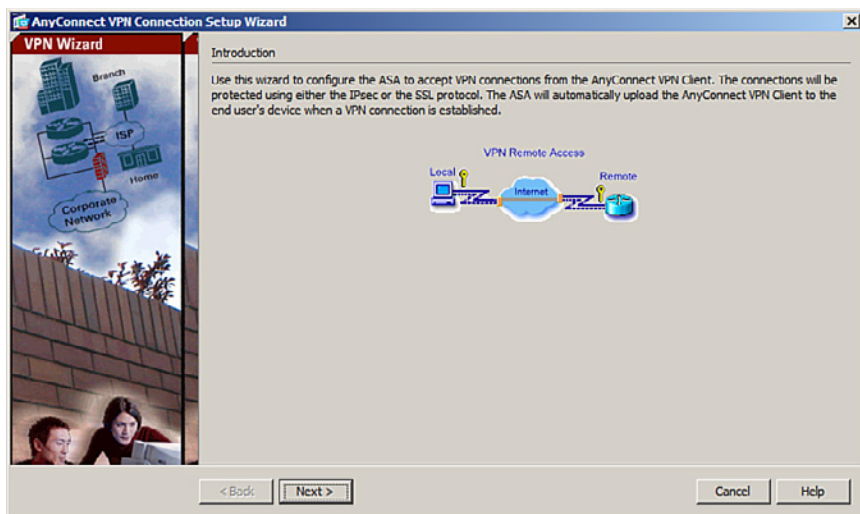 AnyConnect VPN Connection Setup Wizard
VPN Wizard
Branch
ISP
Home
Corporate
Network
Introduction
Use this wizard to configure the ASA to accept VPN connections from the AnyConnect VPN Client. The connections will be
protected using either the IPsec or the SSL protocol. The ASA will automatically upload the AnyConnect VPN Client to the
end user's device when a VPN connection is established.
VPN Remote Access
Local
Internet
Remote
< Back
Next >
Cancel
Help